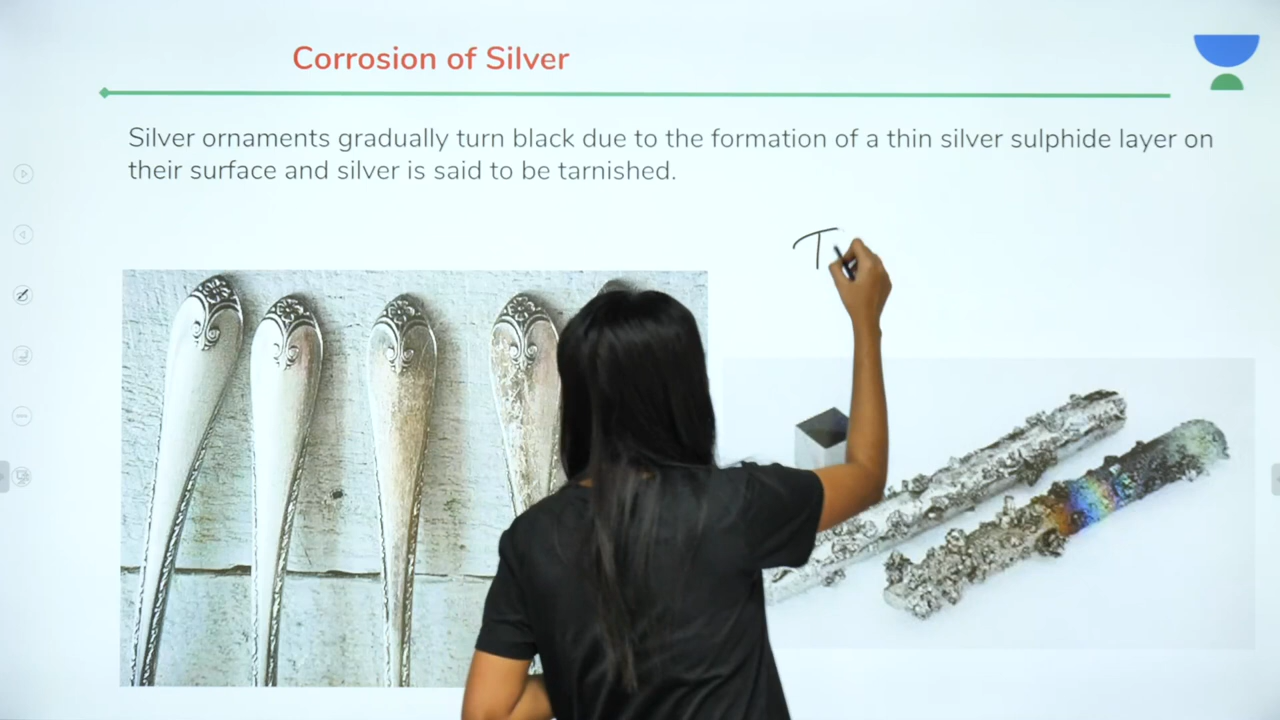 Corrosion of Silver
Silver ornaments gradually turn black due to the formation of a thin silver sulphide layer on
their surface and silver is said to be tarnished.
T